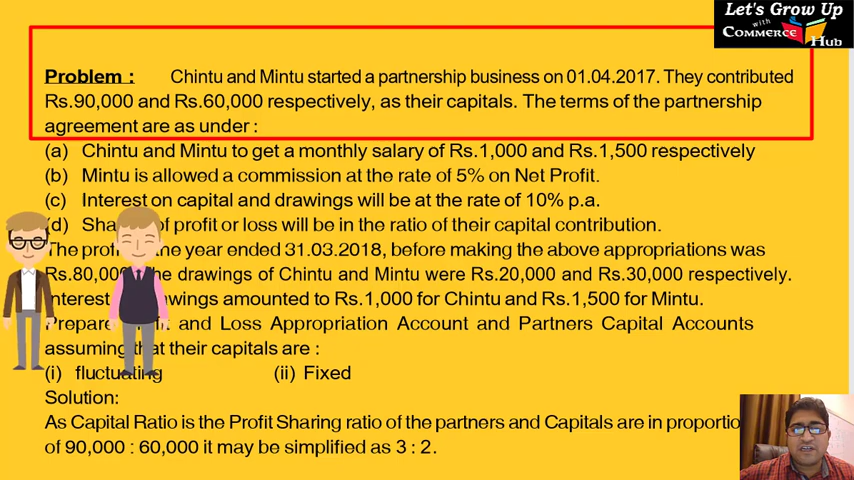 Let's Grow Up
with
COMMERCE Hub
Problem : Chintu and Mintu started a partnership business on 01.04.2017. They contributed
Rs.90,000 and Rs.60,000 respectively, as their capitals. The terms of the partnership
agreement are as under :
(a) Chintu and Mintu to get a monthly salary of Rs.1,000 and Rs.1,500 respectively
(b) Mintu is allowed a commission at the rate of 5% on Net Profit.
(c) Interest on capital and drawings will be at the rate of 10% p.a.
(d) of profit or loss will be in the ratio of their capital contribution.
The year ended 31.03.2018, before making the above appropriations was
Rs.80,000 drawings of Chintu and Mintu were Rs.20,000 and Rs.30,000 respectively.
amounted to Rs.1,000 for Chintu and Rs.1,500 for Mintu.
Prepare and Loss Appropriation Account and Partners Capital Accounts
assuming that their capitals are :
(i) fluctuating (ii) Fixed
Solution:
As Capital Ratio is the Profit Sharing ratio of the partners and Capitals are in
of 90,000 : 60,000 it may be simplified as 3 : 2.